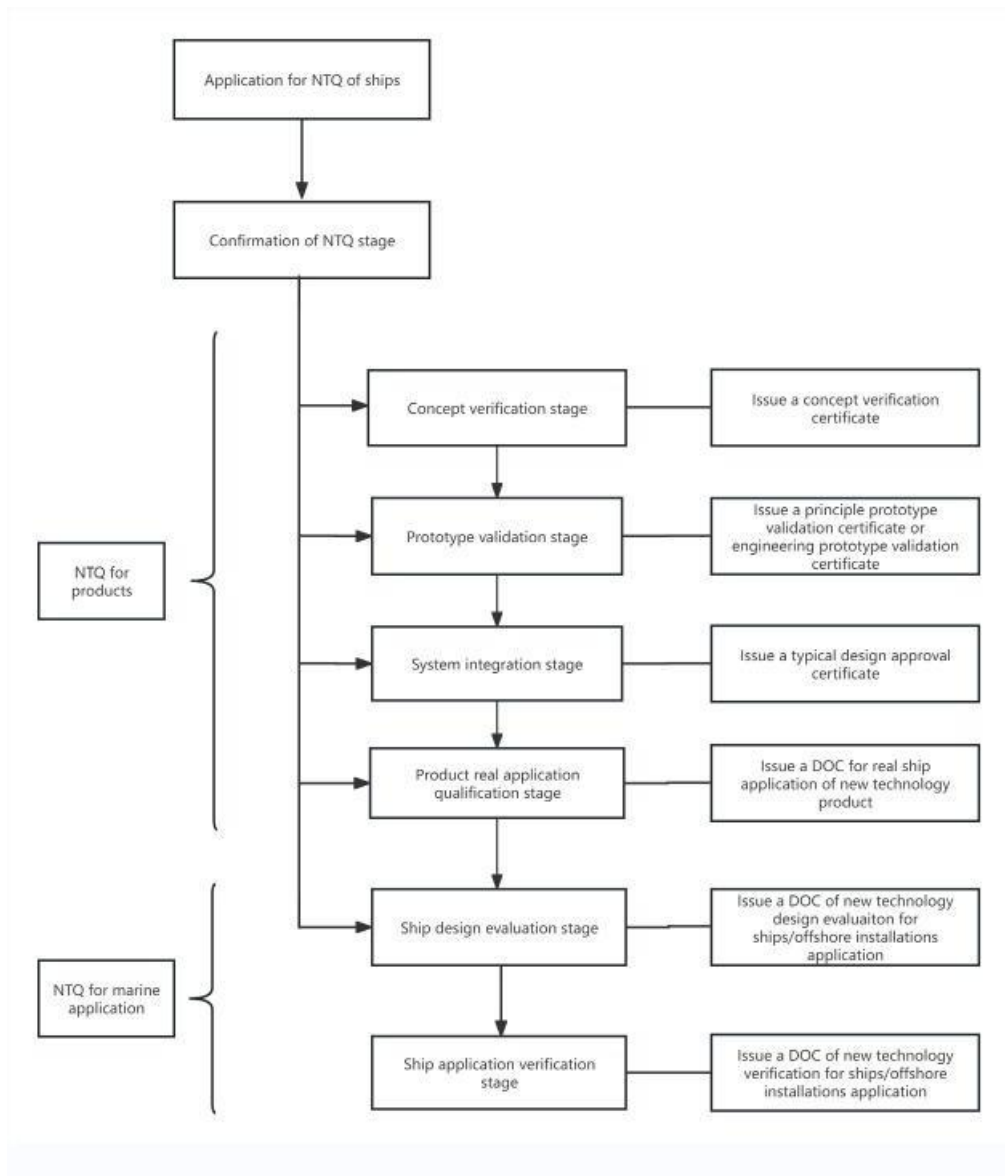 Application for NTQ of ships
Confirmation of NTQ stage
Concept verification stage
Issue a concept verification
certificate
Prototype validation stage
Issue a principle prototype
validation certificate or
engineering prototype validation
certificate
NTQ for
products
System integration stage
Issue a typical design approval
certificate
Product real application
qualification stage
Issue a DOC for real ship
application of new technology
product
Ship design evaluation stage
Issue a DOC of new technology
design evaluaiton for
ships/offshore installations
application
NTQ for marine
application
Ship application verification
stage
Issue a DOC of new technology
verification for ships/offshore
installations application